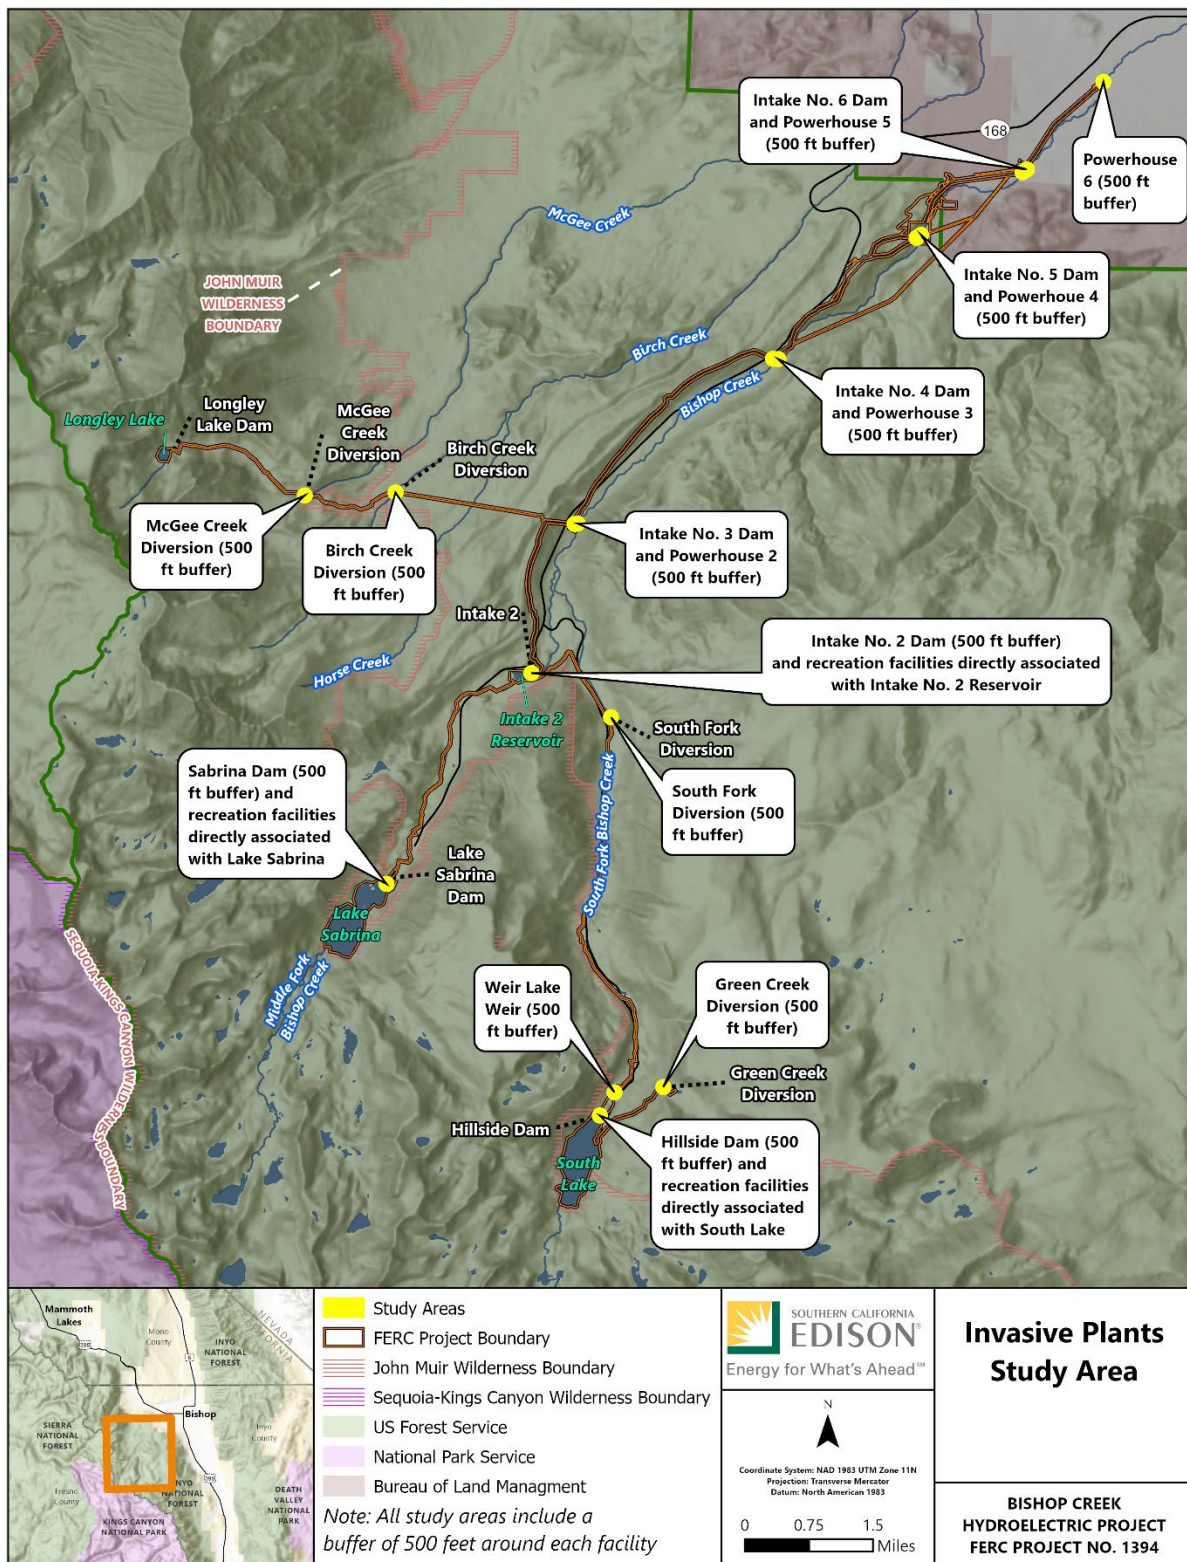 Intake No. 6 Dam
and Powerhouse 5
(500 ft buffer)
168
Powerhouse
6 (500 ft
buffer)
McGee Creek
JOHN MUIR
WILDERNESS
BOUNDARY
Intake No. 5 Dam
and Powerhoue 4
(500 ft buffer)
Birch Creek
Bishop Creek
Intake No. 4 Dam
and Powerhouse 3
(500 ft buffer)
Longley Lake
Longley
Lake Dam
McGee
Creek
Diversion
Birch Creek
Diversion
McGee Creek
Diversion (500
ft buffer)
Birch Creek
Diversion (500
ft buffer)
Intake No. 3 Dam
and Powerhouse 2
(500 ft buffer)
Intake 2
Horse Creek
Intake No. 2 Dam (500 ft buffer)
and recreation facilities directly associated
with Intake No. 2 Reservoir
Intake 2
Reservoir
South Fork
Diversion
South Fork
Diversion (500
ft buffer)
Sabrina Dam (500
ft buffer) and
recreation facilities
directly associated
with Lake Sabrina
Lake
Sabrina
Dam
South Fork Bishop Creek
Lake
Sabrina
Middle Fork
Bishop Creek
SEQUOIA-KINGS CANYON WILDERNESS BOUNDARY
Weir Lake
Weir (500
ft buffer)
Green Creek
Diversion (500
ft buffer)
Green Creek
Diversion
Hillside Dam
South
Lake
Hillside Dam (500
ft buffer) and
recreation facilities
directly associated
with South Lake
Mammoth
Lakes
Mono
County
NEVADA
CALIFORNIA
INYO
NATIONAL
FOREST
395
6
Bishop
SIERRA
NATIONAL
FOREST
Inyo
County
395
Fresno
County
INYO
NATIONAL
FOREST
KINGS CANYON
NATIONAL PARK
DEATH
VALLEY
NATIONAL
PARK
Study Areas
FERC Project Boundary
John Muir Wilderness Boundary
Sequoia-Kings Canyon Wilderness Boundary
US Forest Service
National Park Service
Bureau of Land Managment
Note: All study areas include a
buffer of 500 feet around each facility
SOUTHERN CALIFORNIA
EDISON®
Energy for What's Ahead℠
N
Coordinate System: NAD 1983 UTM Zone 11N
Projection: Transverse Mercator
Datum: North American 1983
0 0.75 1.5
Miles
Invasive Plants
Study Area
BISHOP CREEK
HYDROELECTRIC PROJECT
FERC PROJECT NO. 1394